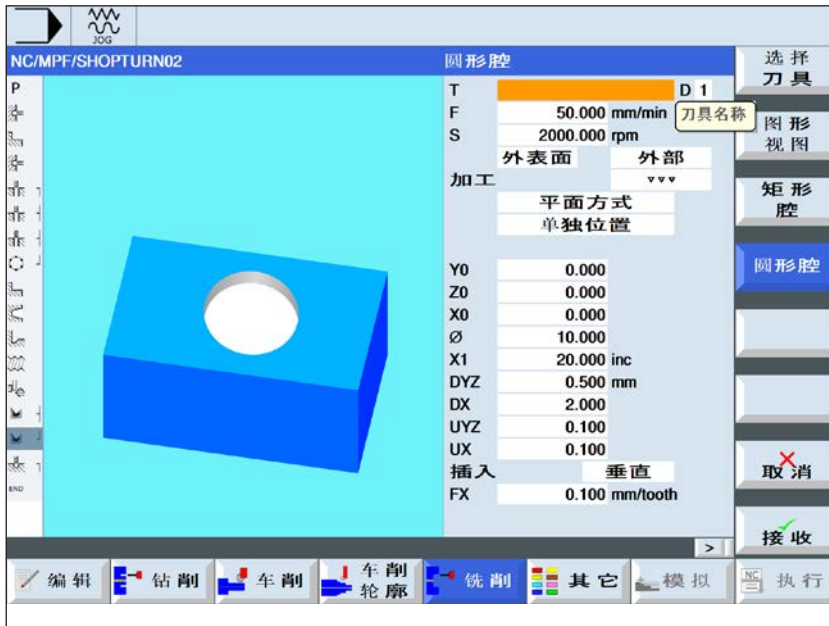 JOG
NC/MPF/SHOPTURN02
圆形腔
P
T D 1
F 50.000 mm/min
刀具名称
S 2000.000 rpm
外表面 外部
加工 ▿▿▿
平面方式
单独位置
Y0 0.000
Z0 0.000
X0 0.000
Ø 10.000
X1 20.000 inc
DYZ 0.500 mm
DX 2.000
UYZ 0.100
UX 0.100
插入 垂直
FX 0.100 mm/tooth
END
选择
刀具
图形
视图
矩形
腔
圆形腔
取消
接收
>
编辑
钻削
车削
车削
轮廓
铣削
其它
模拟
NC
执行